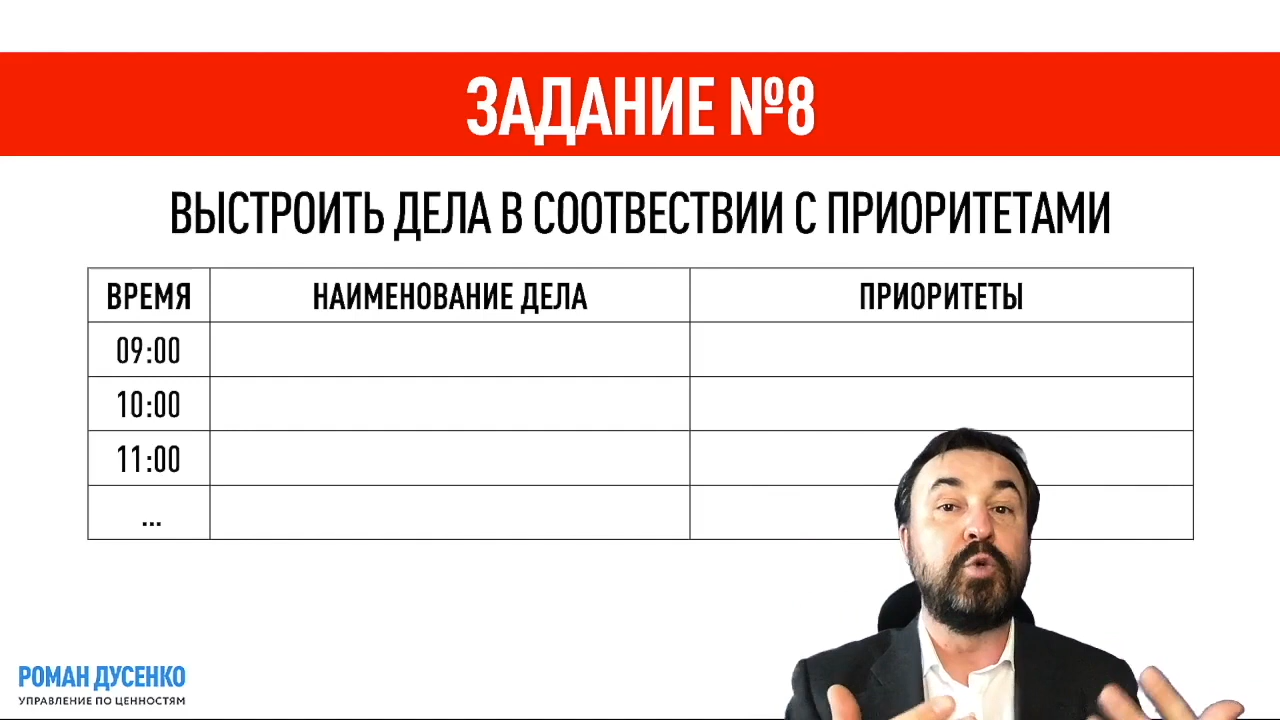 ЗАДАНИЕ №8
ВЫСТРОИТЬ ДЕЛА В СООТВЕСТВИИ С ПРИОРИТЕТАМИ
ВРЕМЯ НАИМЕНОВАНИЕ ДЕЛА ПРИОРИТЕТЫ
09:00
10:00
11:00
...
РОМАН ДУСЕНКО
УПРАВЛЕНИЕ ПО ЦЕННОСТЯМ